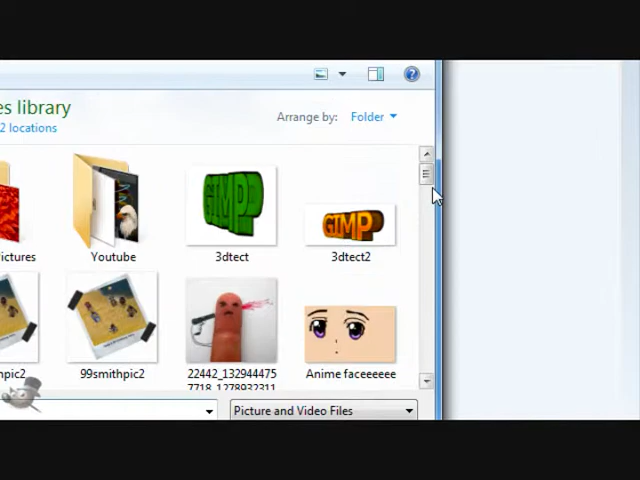 es library
2 locations
Arrange by: Folder
ictures
Youtube
GIMP
3dtect
GIMP
3dtect2
pic2
99smithpic2
22442_132944475
7718_1278932311
Anime faceeeeee
Picture and Video Files